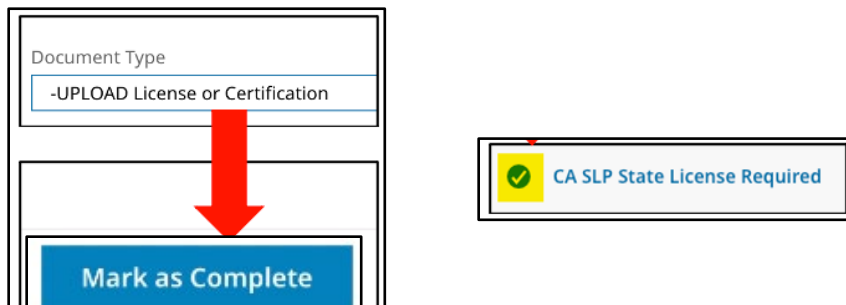 Document Type
-UPLOAD License or Certification
Mark as Complete
CA SLP State License Required